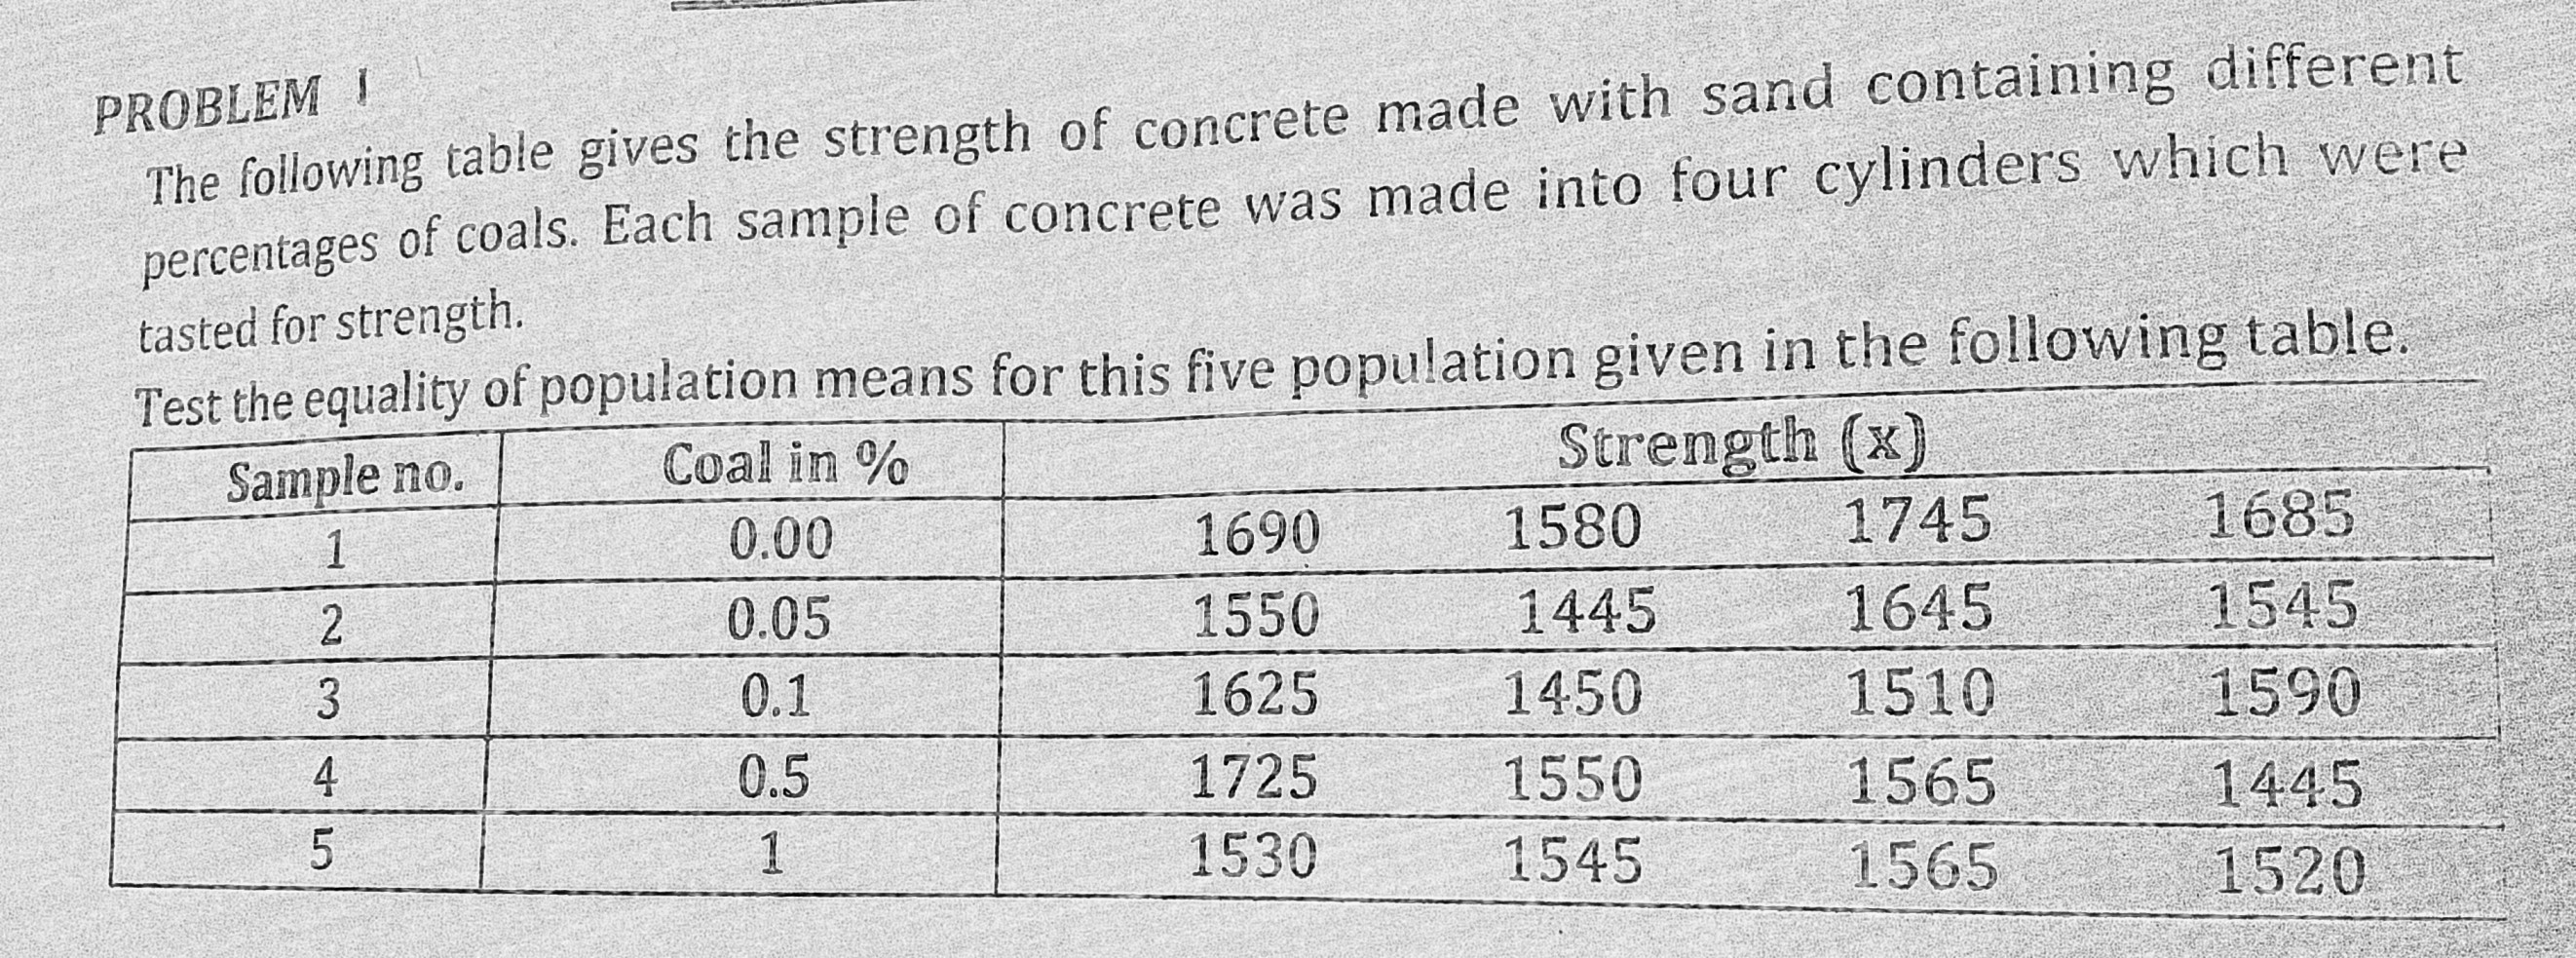 PROBLEM 1
The following table gives the strength of concrete made with sand containing different
percentages of coals. Each sample of concrete was made into four cylinders which were
tasted for strength.
Test the equality of population means for this five population given in the following table.
Sample no. Coal in % Strength (x)
1 0.00 1690 1580 1745 1685
2 0.05 1550 1445 1645 1545
3 0.1 1625 1450 1510 1590
4 0.5 1725 1550 1565 1445
5 1 1530 1545 1565 1520